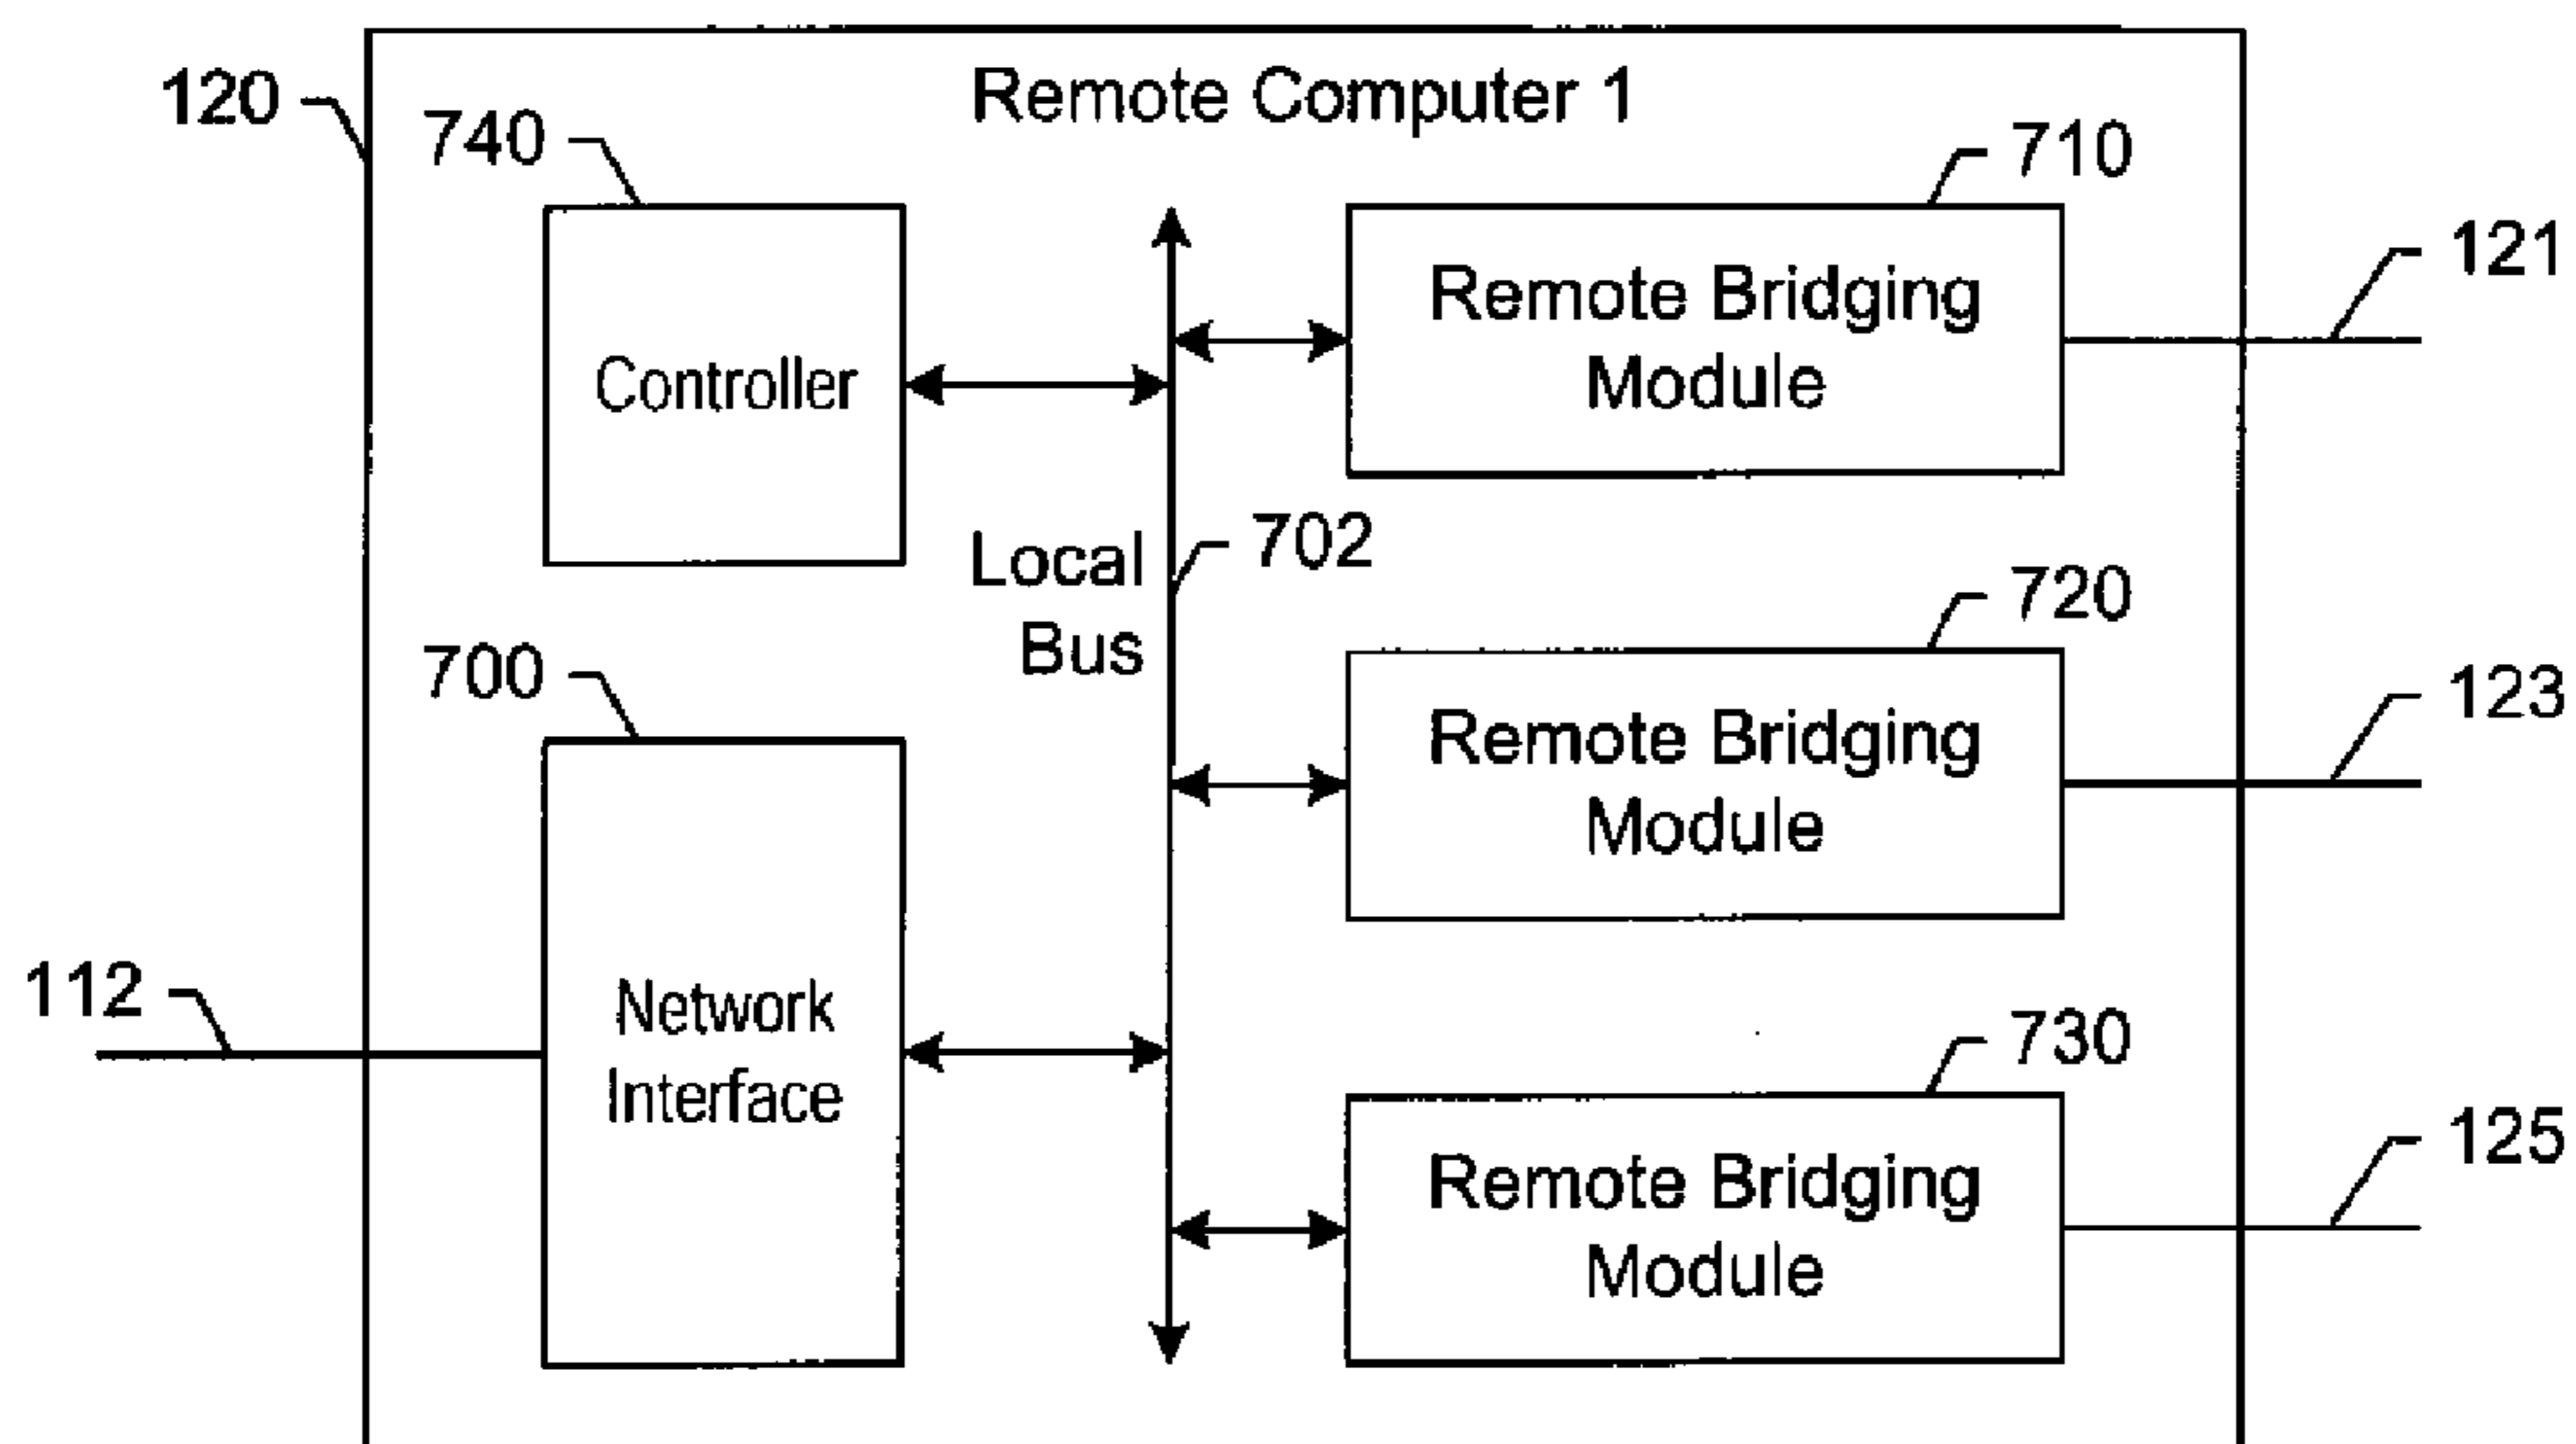 Remote Computer 1
120
740
710
121
Controller
Remote Bridging
Module
Local
Bus
702
720
123
700
Remote Bridging
Module
112
Network
Interface
730
125
Remote Bridging
Module